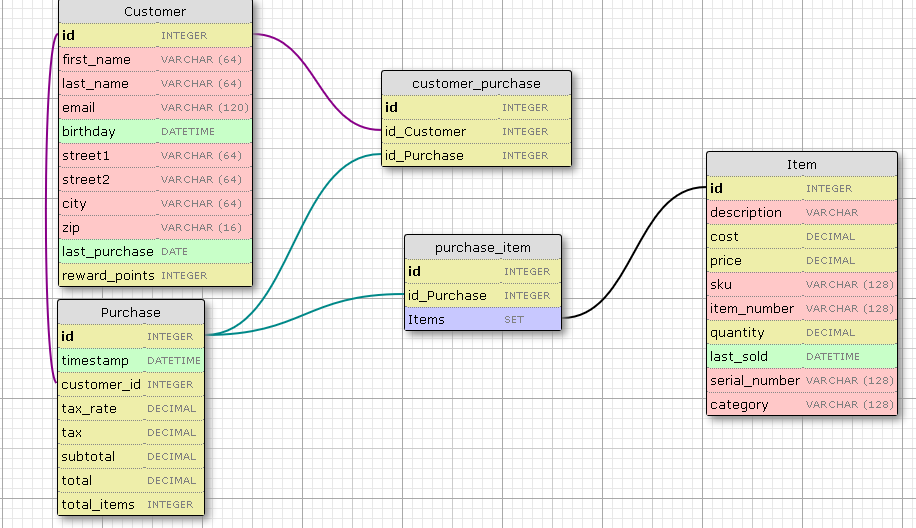 Customer
id INTEGER
first_name VARCHAR (64)
last_name VARCHAR (64)
email VARCHAR (120)
birthday DATETIME
street1 VARCHAR (64)
street2 VARCHAR (64)
city VARCHAR (64)
zip VARCHAR (16)
last_purchase DATE
reward_points INTEGER
Purchase
id INTEGER
timestamp DATETIME
customer_id INTEGER
tax_rate DECIMAL
tax DECIMAL
subtotal DECIMAL
total DECIMAL
total_items INTEGER
customer_purchase
id INTEGER
id_Customer INTEGER
id_Purchase INTEGER
purchase_item
id INTEGER
id_Purchase INTEGER
Items SET
Item
id INTEGER
description VARCHAR
cost DECIMAL
price DECIMAL
sku VARCHAR (128)
item_number VARCHAR (128)
quantity DECIMAL
last_sold DATETIME
serial_number VARCHAR (128)
category VARCHAR (128)